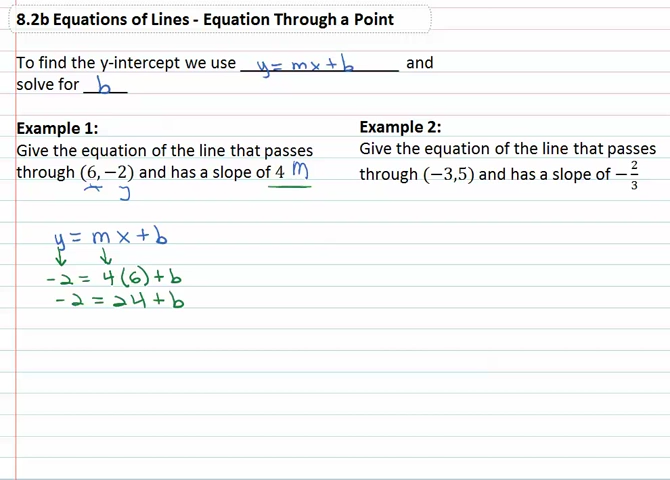 8.2b Equations of Lines - Equation Through a Point
To find the y-intercept we use y = mx + b and
solve for b
Example 1:
Give the equation of the line that passes
through (6, −2) and has a slope of 4 m
x y
y = m x + b
-2 = 4(6) + b
-2 = 24 + b
Example 2:
Give the equation of the line that passes
through (−3,5) and has a slope of −2/3